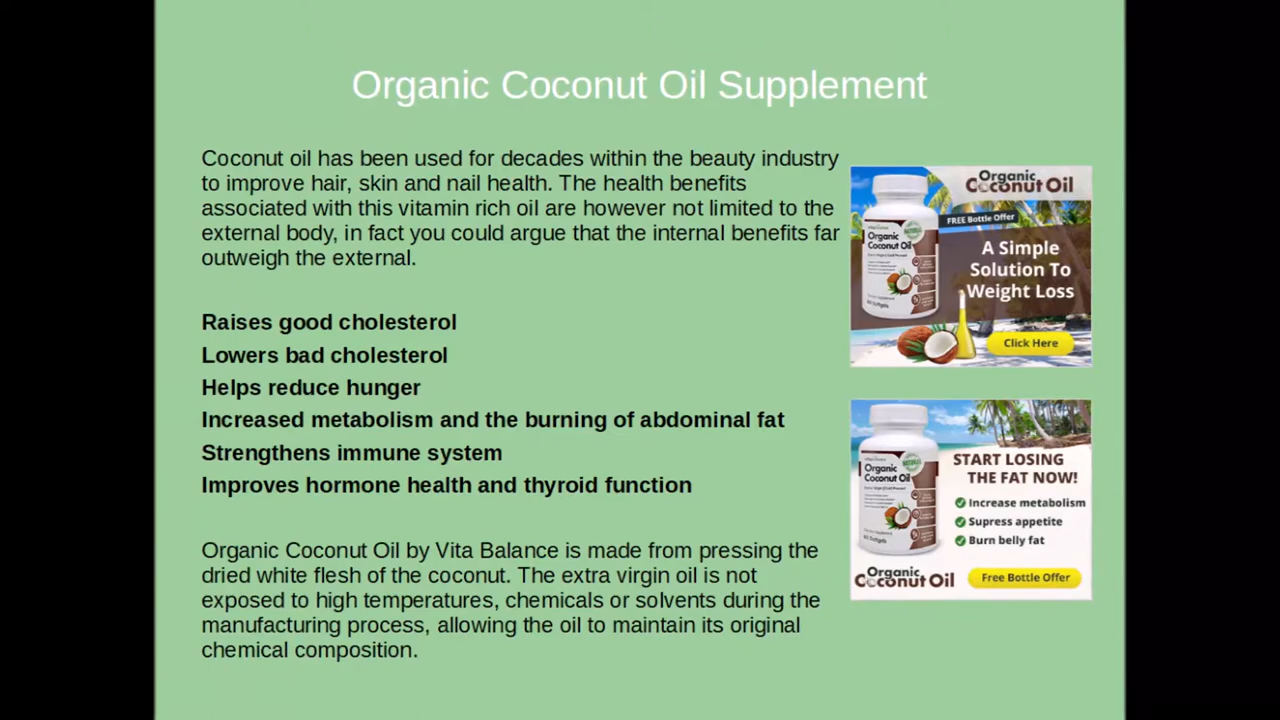 Organic Coconut Oil Supplement
Coconut oil has been used for decades within the beauty industry
to improve hair, skin and nail health. The health benefits
associated with this vitamin rich oil are however not limited to the
external body, in fact you could argue that the internal benefits far
outweigh the external.
Raises good cholesterol
Lowers bad cholesterol
Helps reduce hunger
Increased metabolism and the burning of abdominal fat
Strengthens immune system
Improves hormone health and thyroid function
Organic Coconut Oil by Vita Balance is made from pressing the
dried white flesh of the coconut. The extra virgin oil is not
exposed to high temperatures, chemicals or solvents during the
manufacturing process, allowing the oil to maintain its original
chemical composition.
Organic
Coconut Oil
FREE Bottle Offer
A Simple
Solution To
Weight Loss
Click Here
Organic
Coconut Oil
START LOSING
THE FAT NOW!
Increase metabolism
Supress appetite
Burn belly fat
Organic
Coconut Oil
Free Bottle Offer
Organic
Coconut Oil